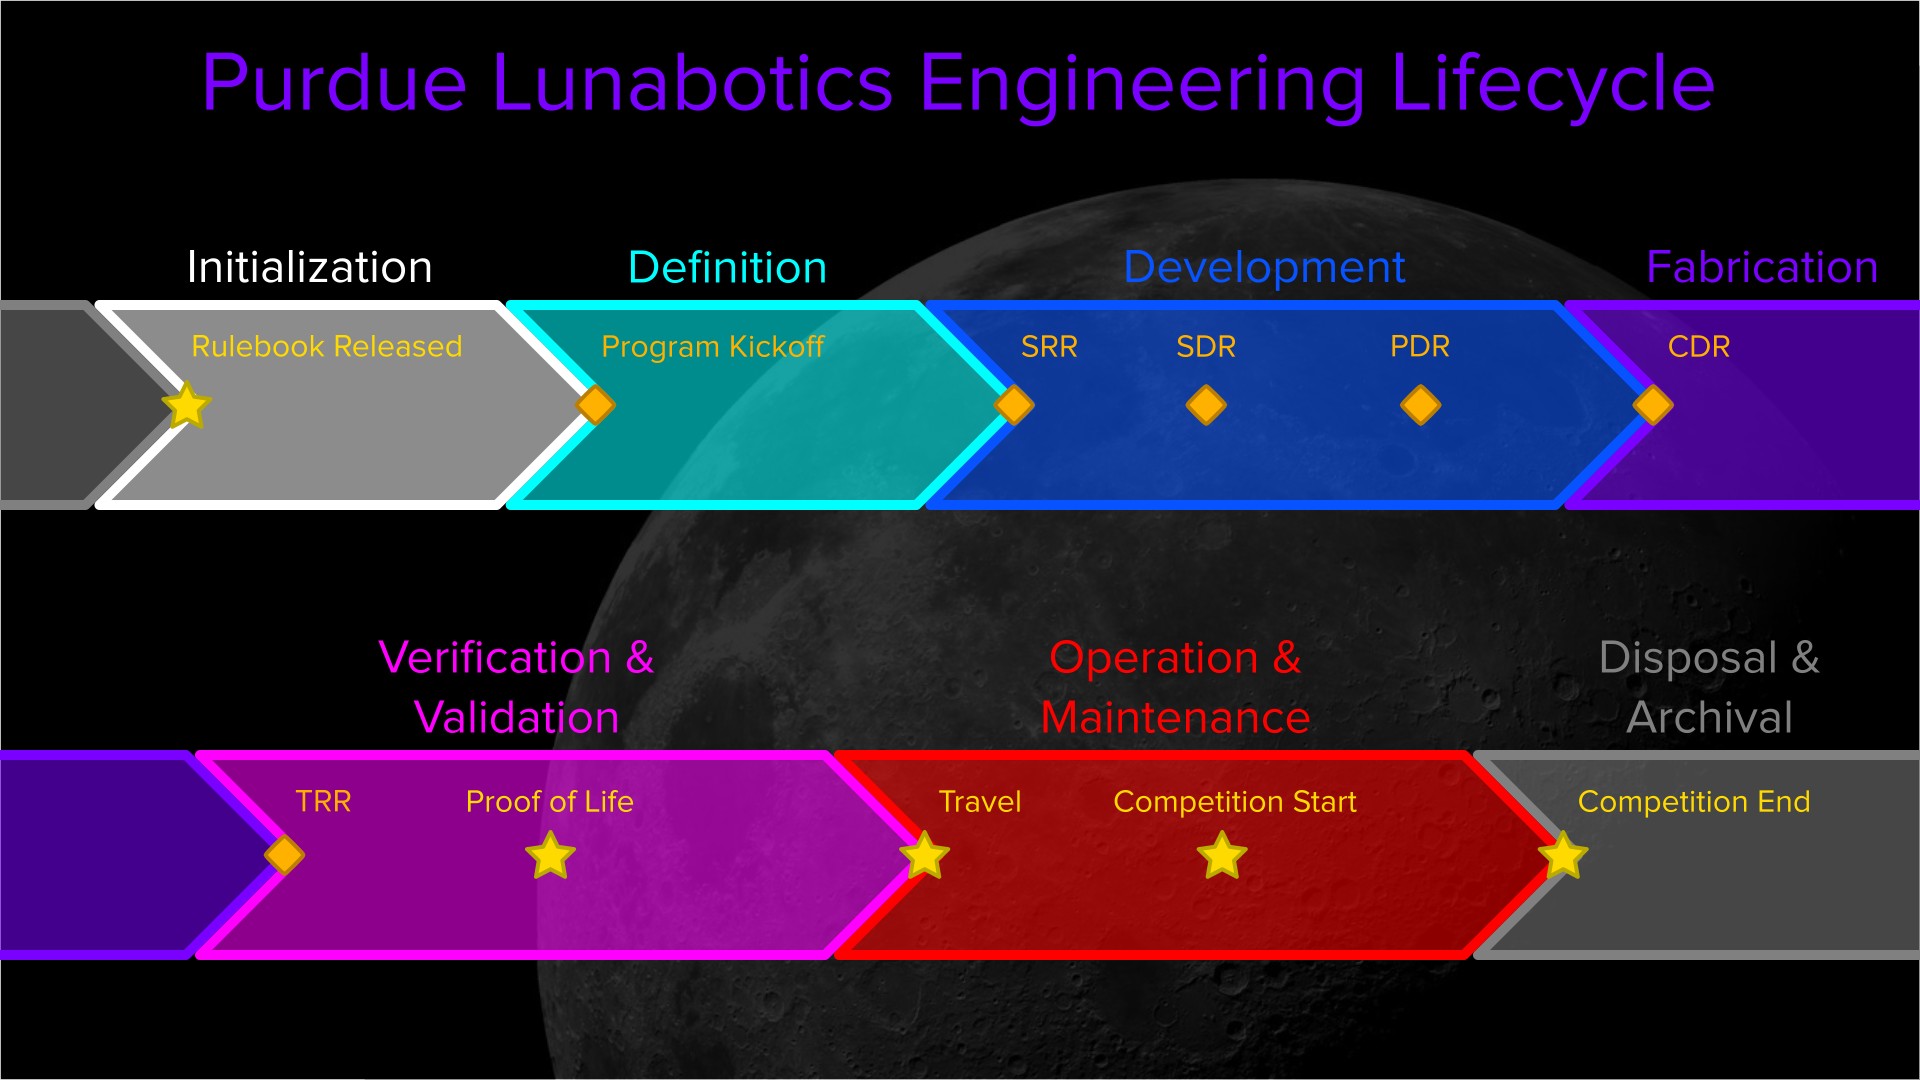 Purdue Lunabotics Engineering Lifecycle
Initialization
Definition
Development
Fabrication
Rulebook Released
Program Kickoff
SRR
SDR
PDR
CDR
Verification &
Validation
Operation &
Maintenance
Disposal &
Archival
TRR
Proof of Life
Travel
Competition Start
Competition End